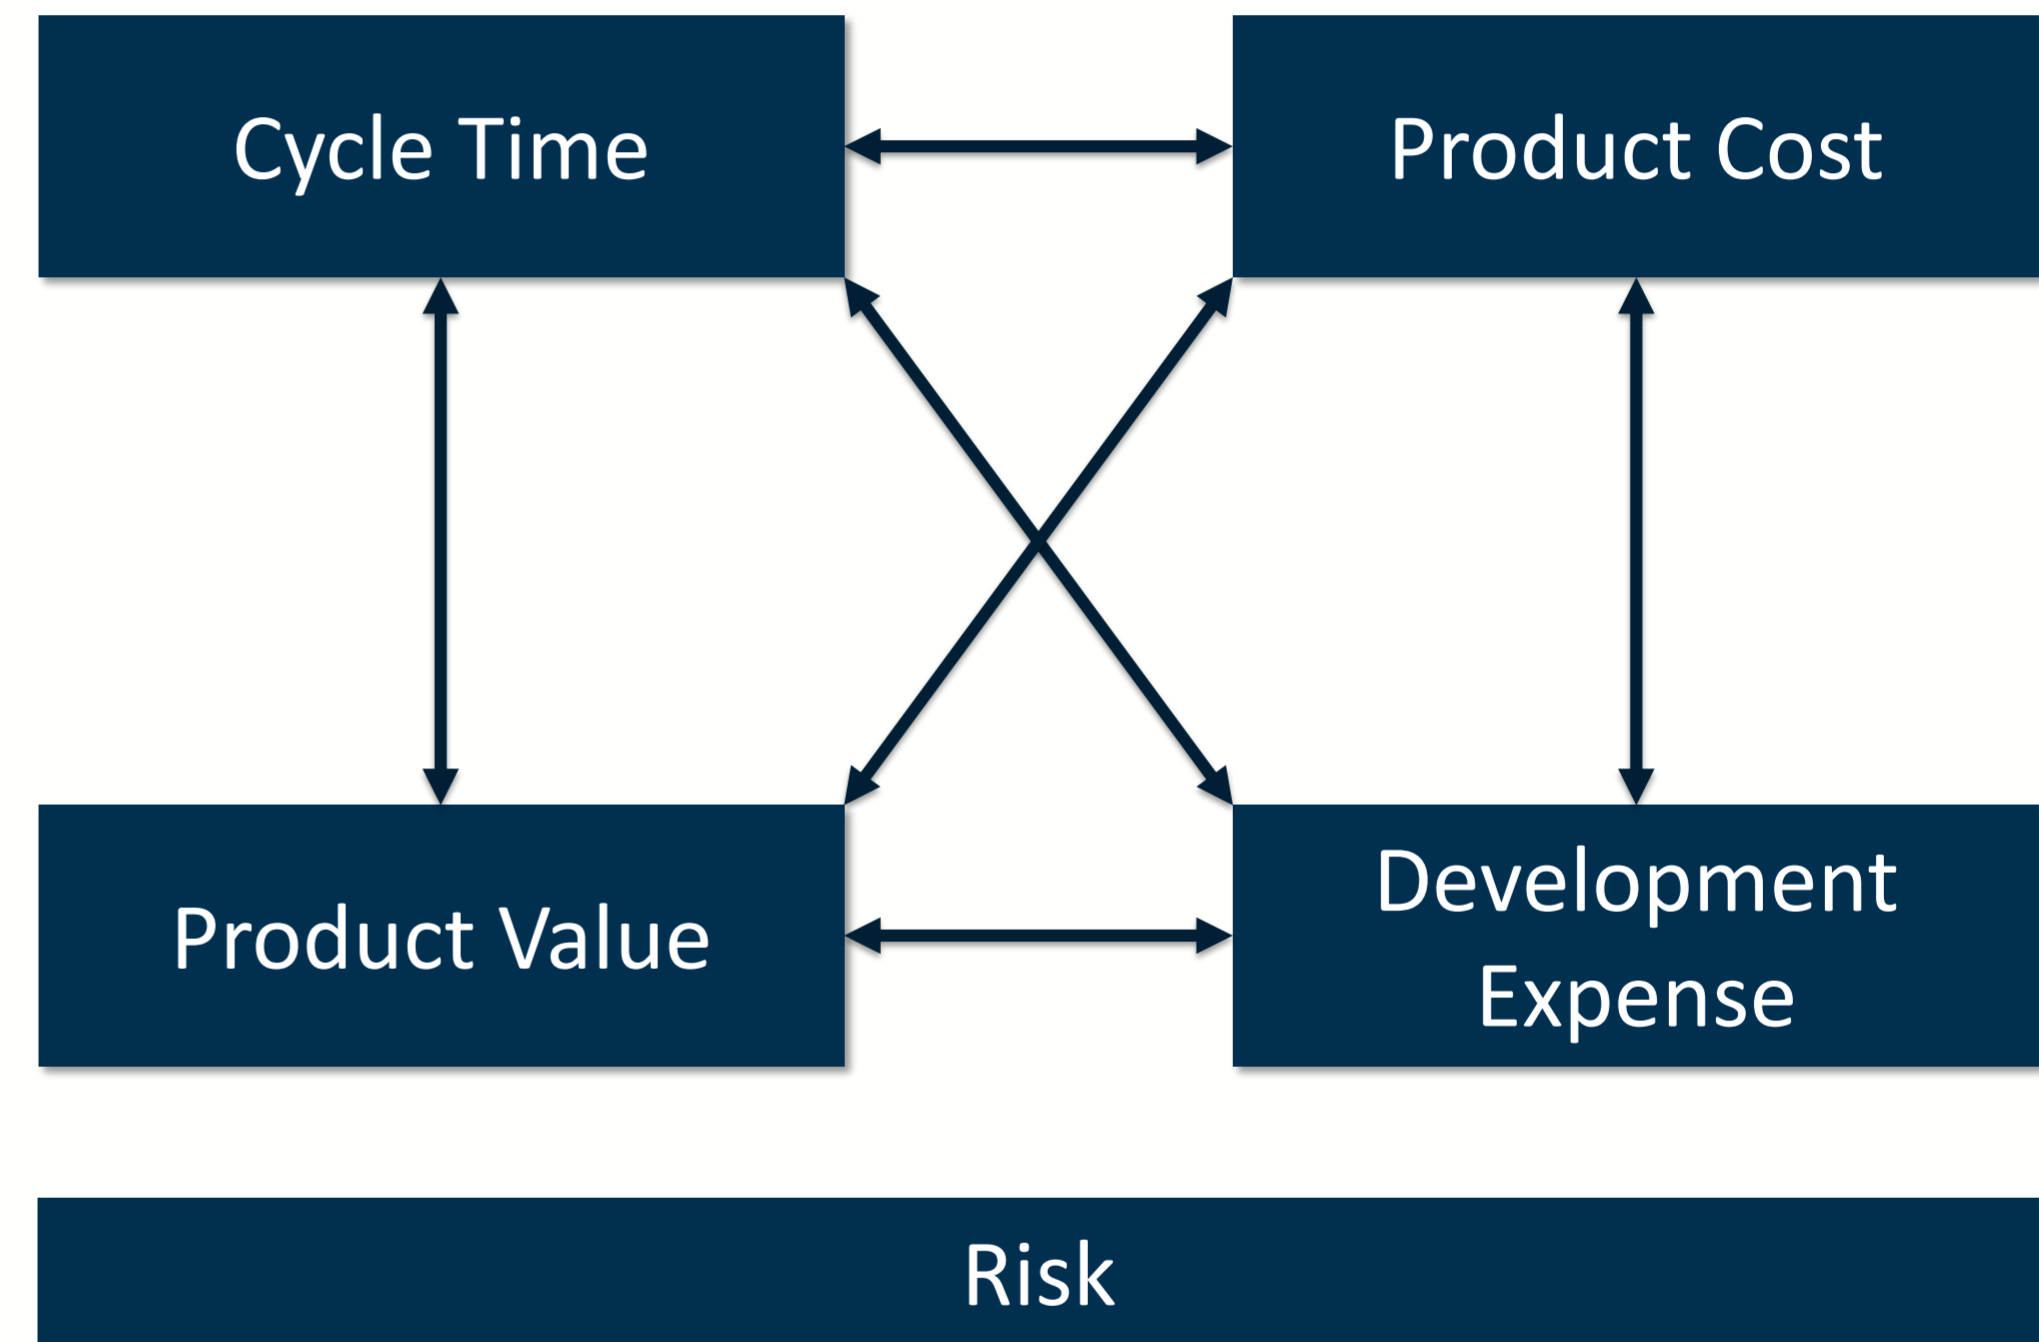 Cycle Time
Product Cost
Product Value
Development
Expense
Risk